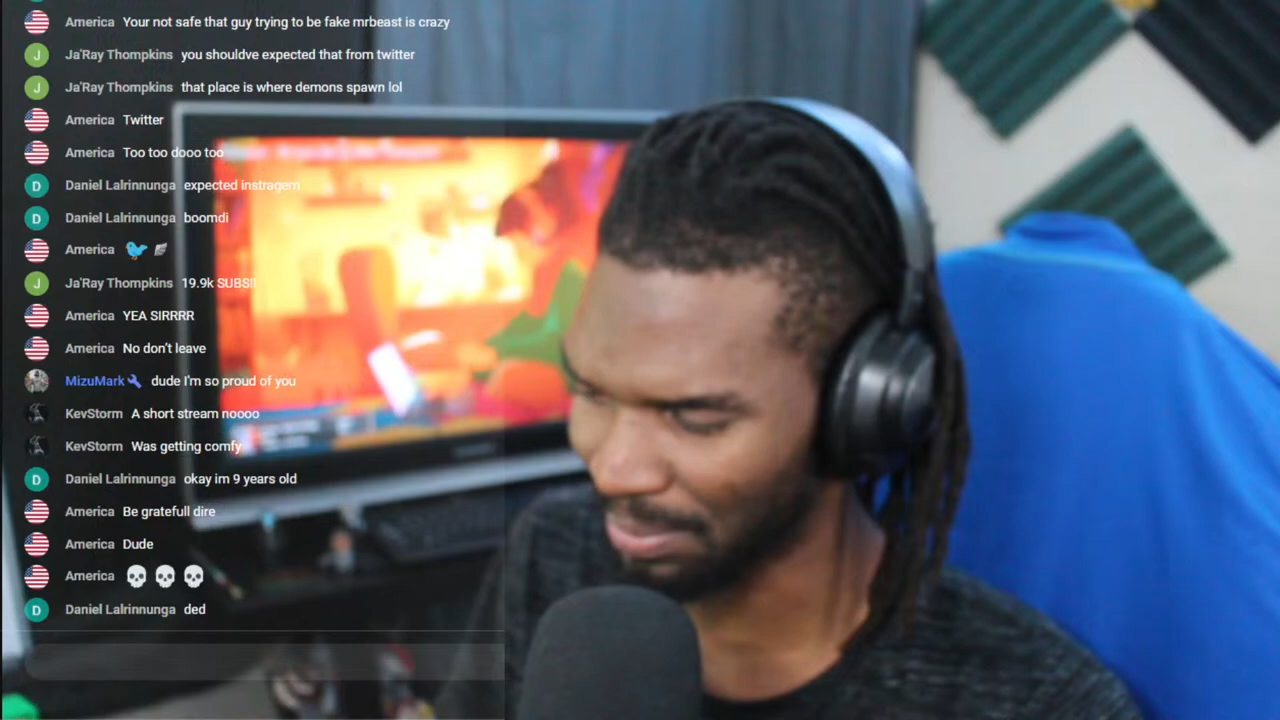 America Your not safe that guy trying to be fake mrbeast is crazy
J Ja'Ray Thompkins you shouldve expected that from twitter
J Ja'Ray Thompkins that place is where demons spawn lol
America Twitter
America Too too dooo too
D Daniel Lalrinnunga expected instragem
D Daniel Lalrinnunga boomdi
America 🐦
J Ja'Ray Thompkins 19.9k SUBS!!
America YEA SIRRRR
America No don't leave
MizuMark dude I'm so proud of you
KevStorm A short stream noooo
KevStorm Was getting comfy
D Daniel Lalrinnunga okay im 9 years old
America Be gratefull dire
America Dude
America 💀 💀 💀
D Daniel Lalrinnunga ded